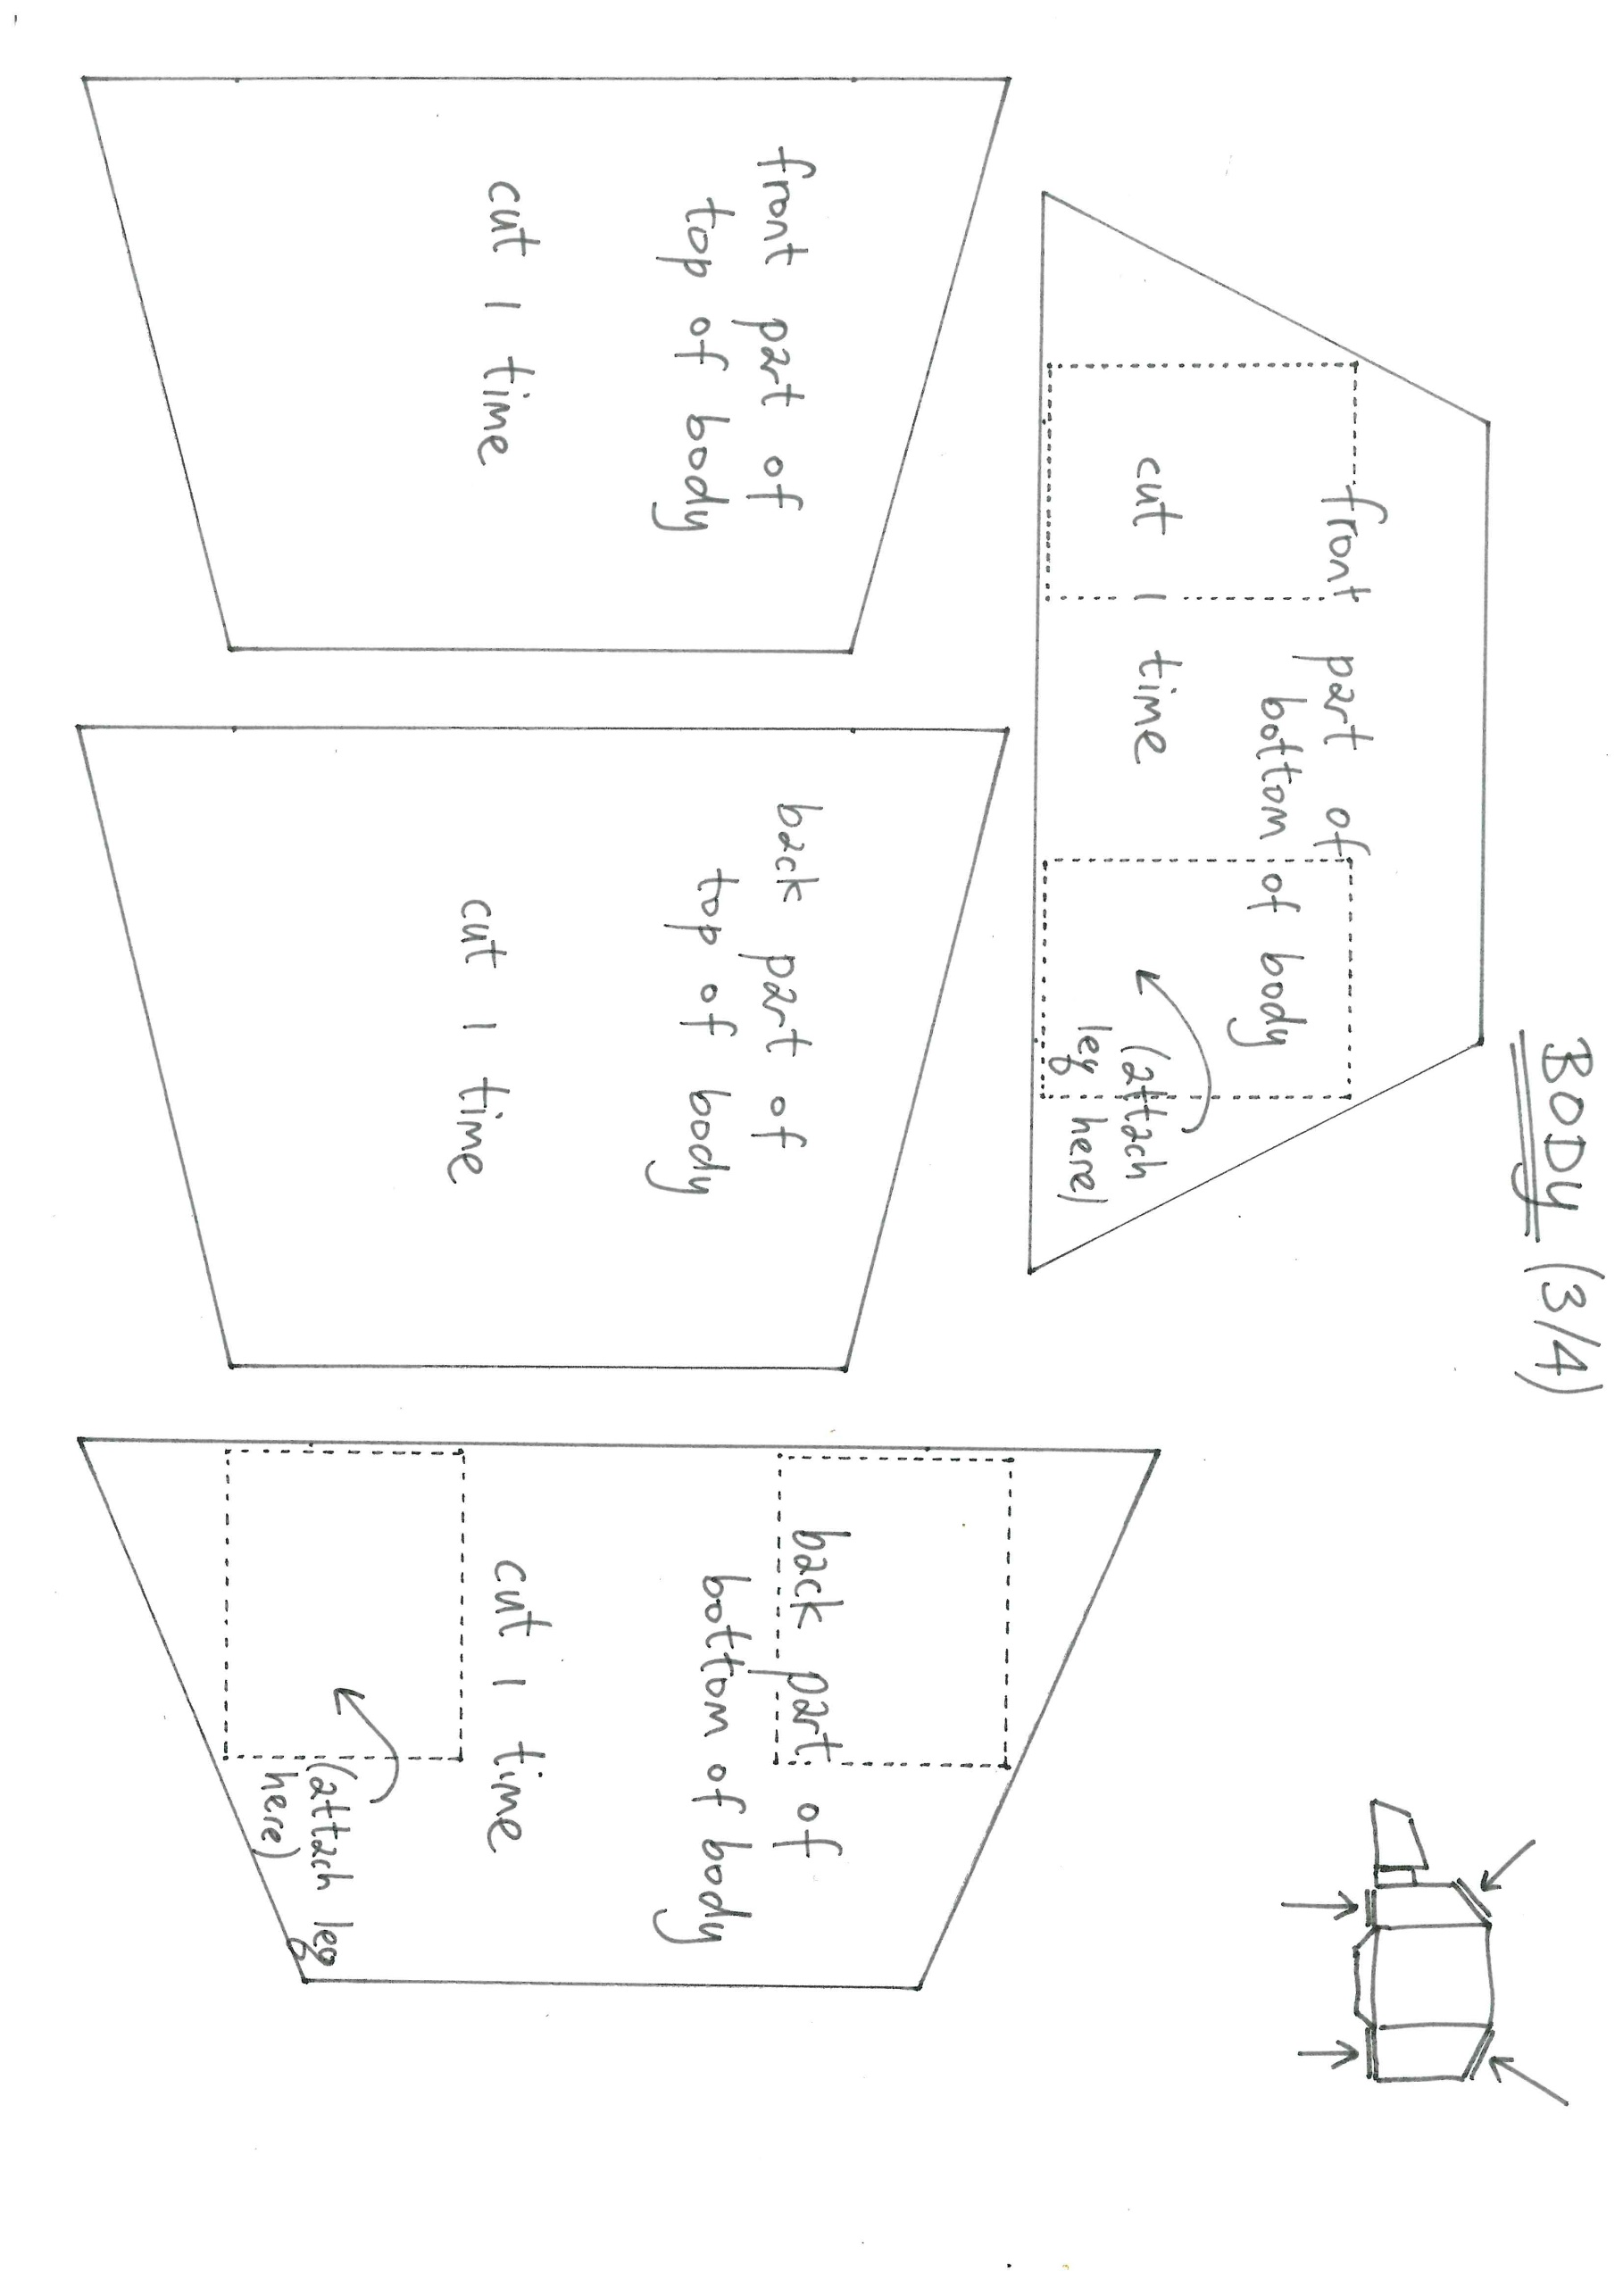 BODY (3/4)
front part of
bottom of body
cut 1 time
(attach
leg here)
front part of
top of body
cut 1 time
back part of
top of body
cut 1 time
back part of
bottom of body
cut 1 time
(attach leg
here)